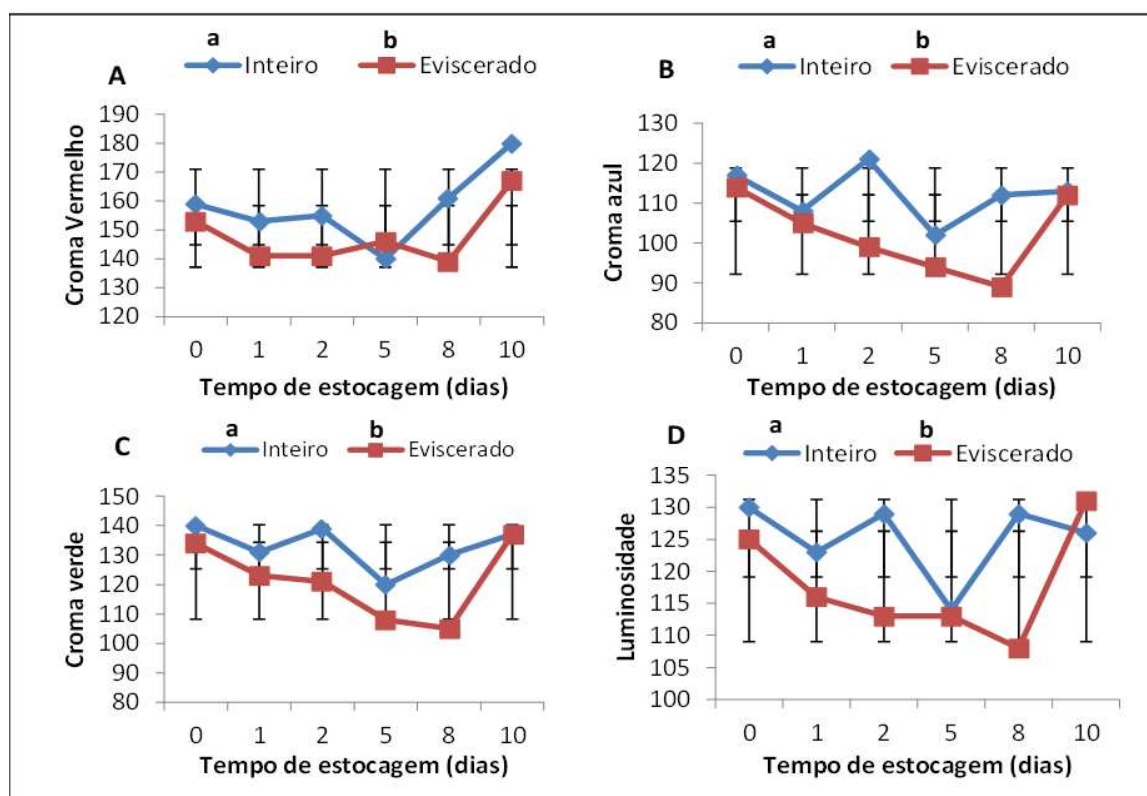 a b
A Inteiro Eviscerado
Croma Vermelho
190
180
170
160
150
140
130
120
0 1 2 5 8 10
Tempo de estocagem (dias)
a b
B Inteiro Eviscerado
Croma azul
130
120
110
100
90
80
0 1 2 5 8 10
Tempo de estocagem (dias)
a b
C Inteiro Eviscerado
Croma verde
150
140
130
120
110
100
90
80
0 1 2 5 8 10
Tempo de estocagem (dias)
a b
D Inteiro Eviscerado
Luminosidade
135
130
125
120
115
110
105
100
0 1 2 5 8 10
Tempo de estocagem (dias)